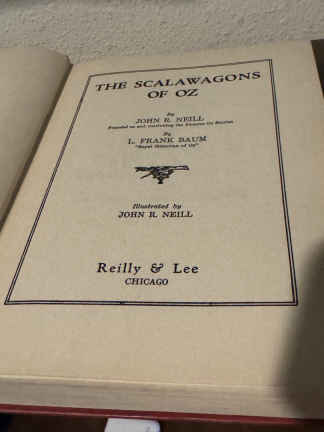 THE SCALAWAGONS
OF OZ
By
JOHN R. NEILL
Founded on and continuing the Famous Oz Stories
By
L. FRANK BAUM
"Royal Historian of Oz"
Illustrated by
JOHN R. NEILL
Reilly & Lee
CHICAGO